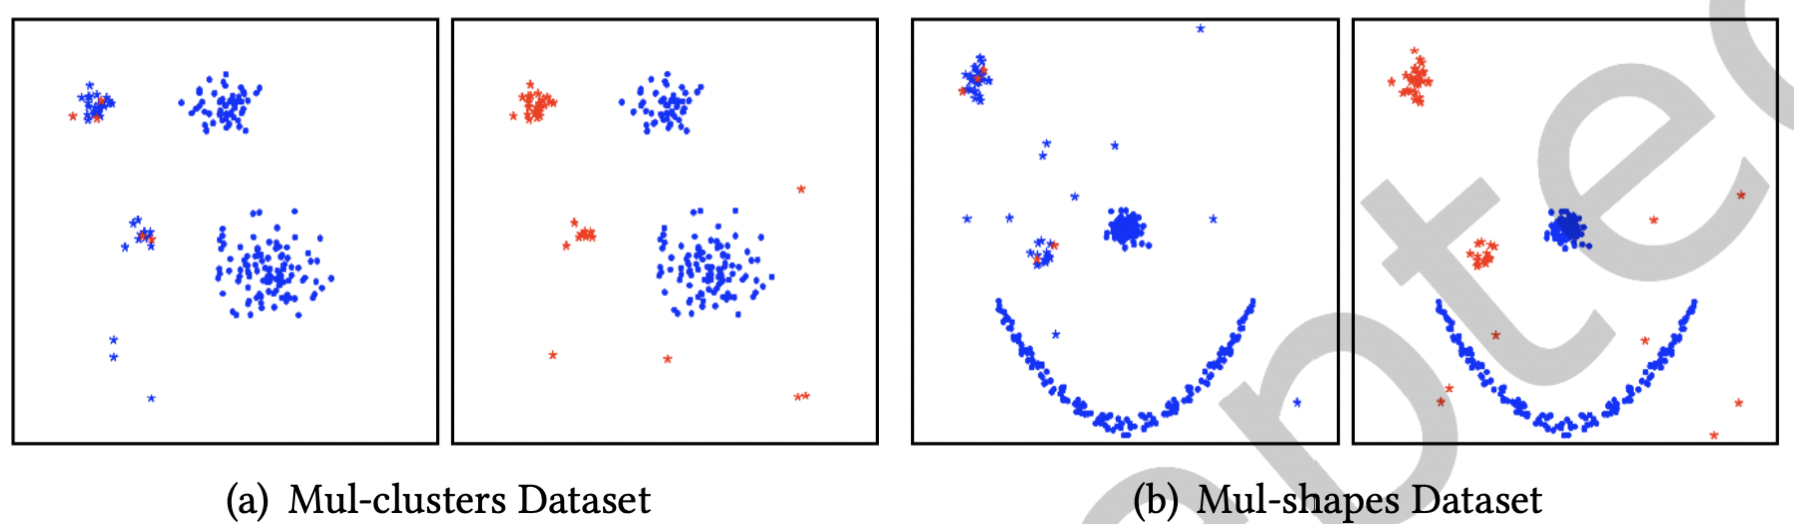 (a) Mul-clusters Dataset
(b) Mul-shapes Dataset